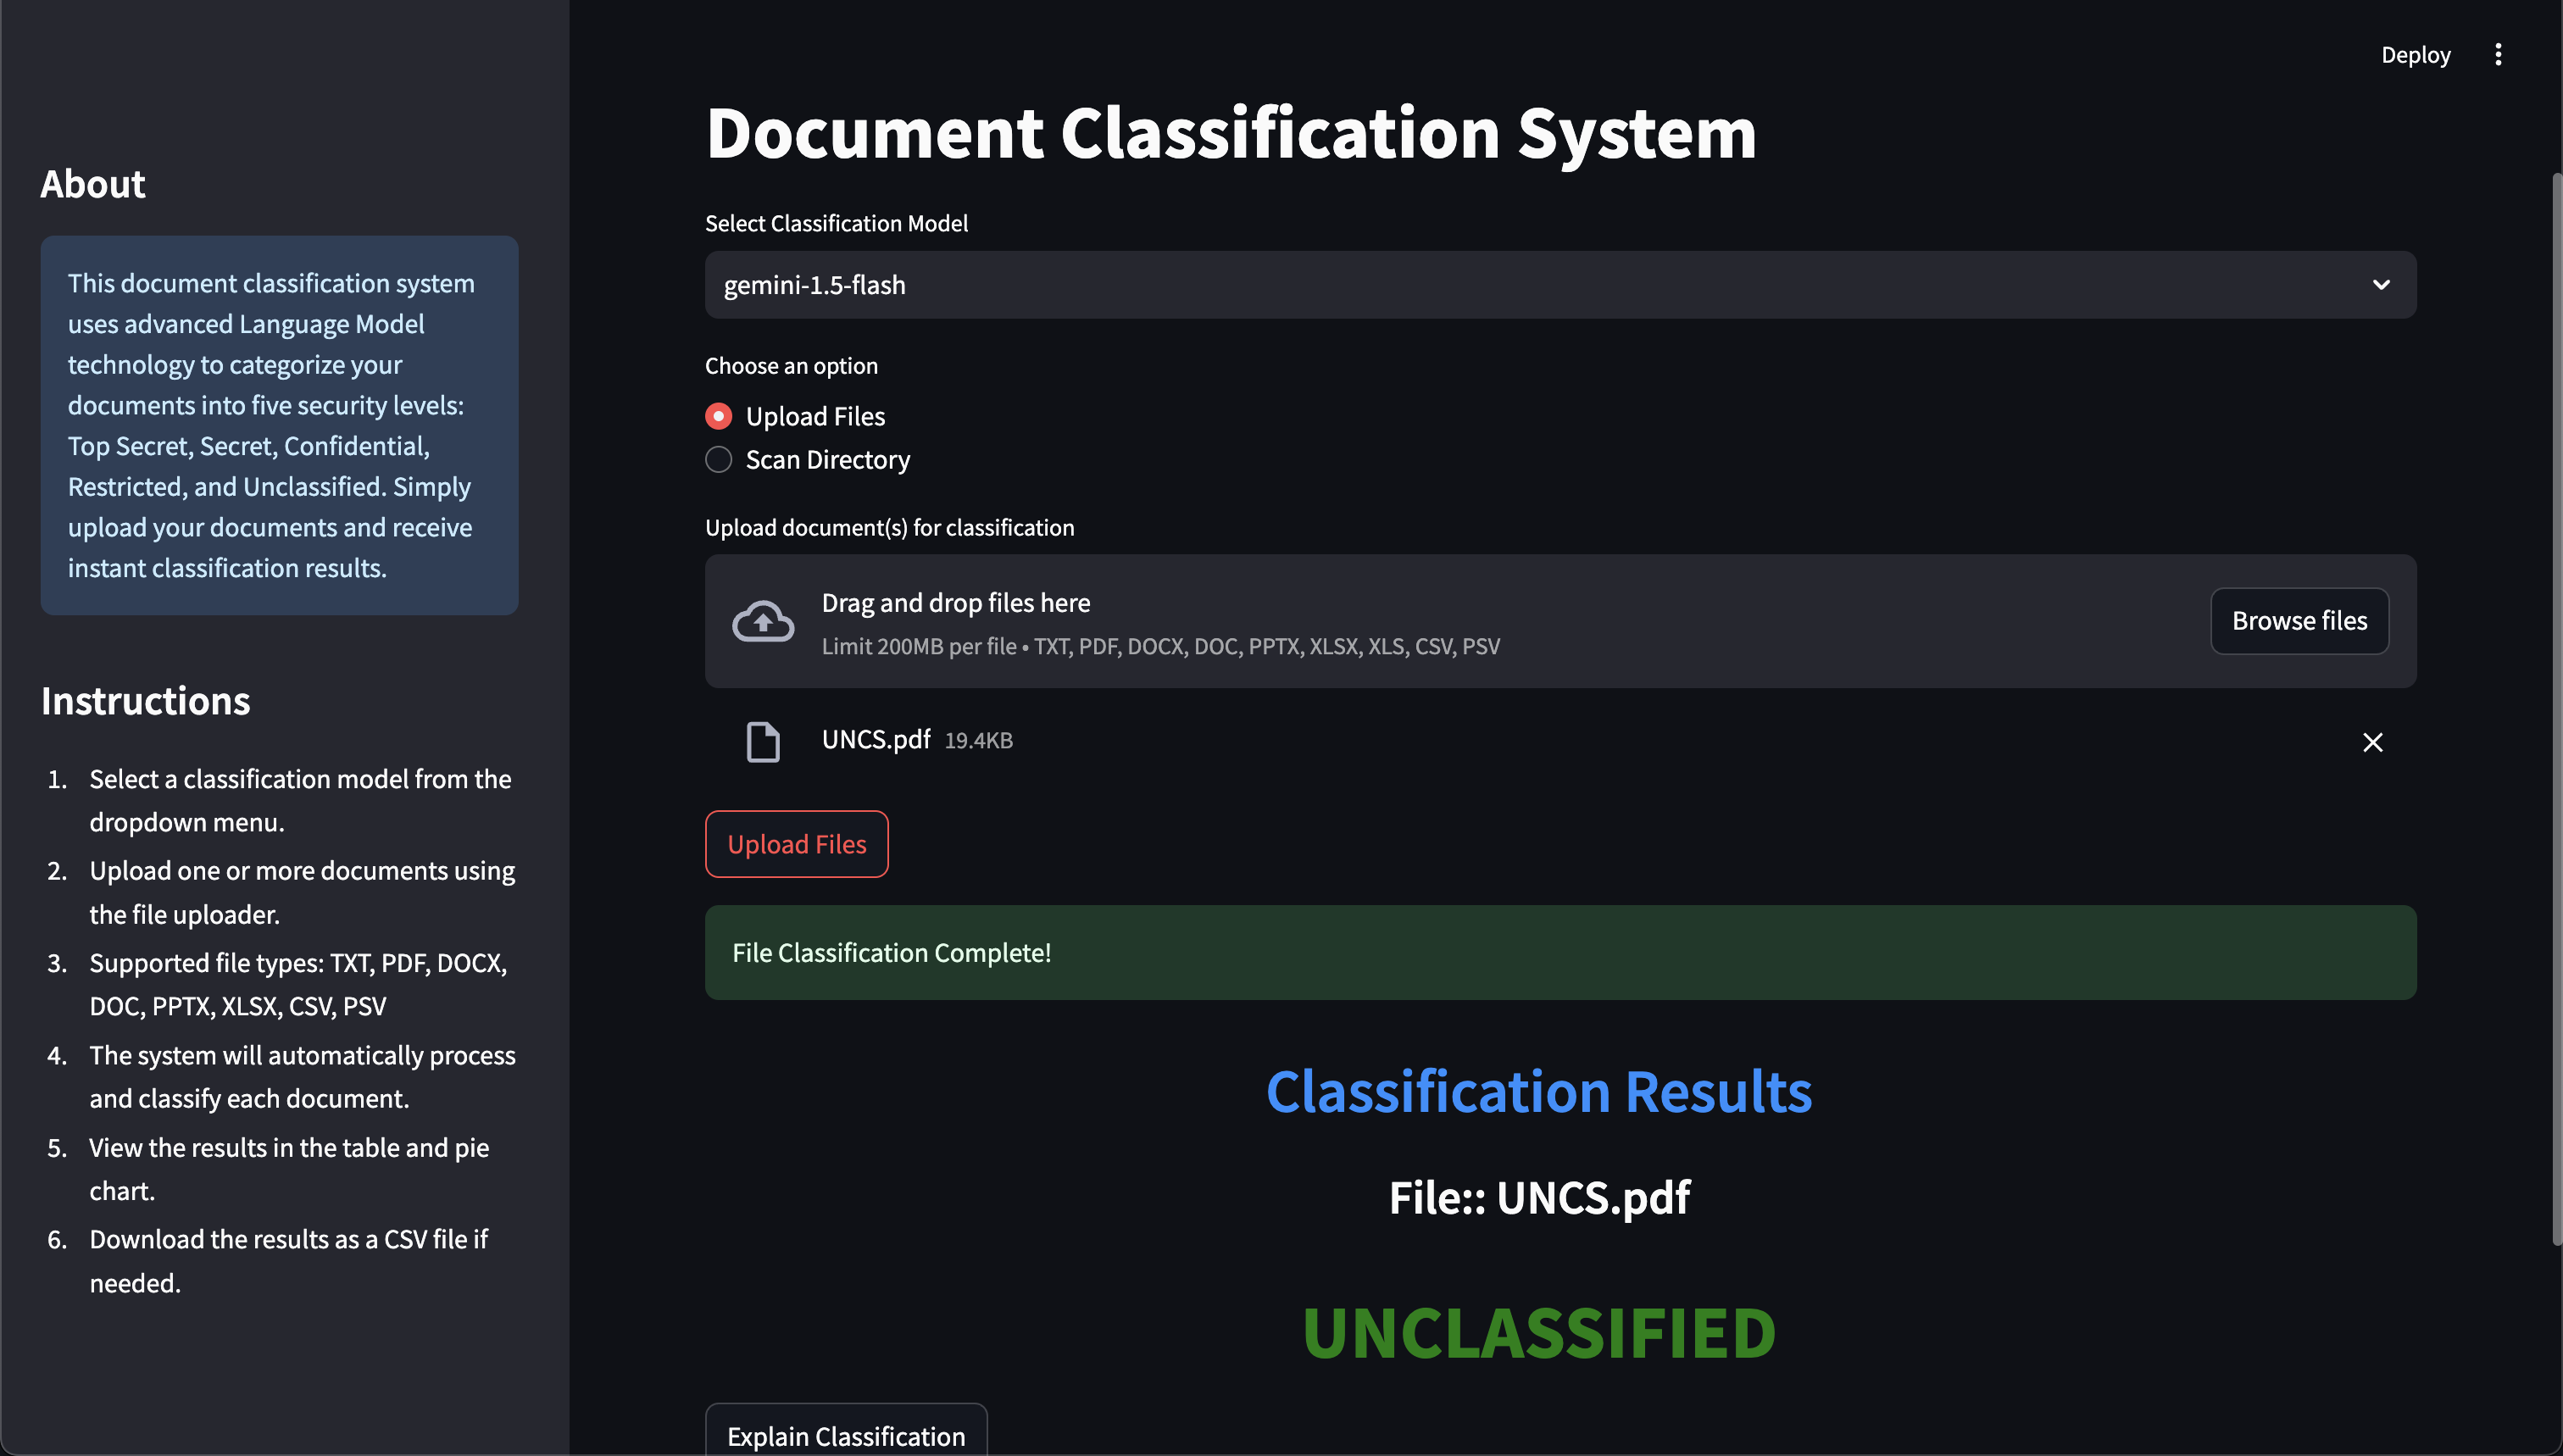 About
This document classification system
uses advanced Language Model
technology to categorize your
documents into five security levels:
Top Secret, Secret, Confidential,
Restricted, and Unclassified. Simply
upload your documents and receive
instant classification results.
Instructions
1. Select a classification model from the
dropdown menu.
2. Upload one or more documents using
the file uploader.
3. Supported file types: TXT, PDF, DOCX,
DOC, PPTX, XLSX, CSV, PSV
4. The system will automatically process
and classify each document.
5. View the results in the table and pie
chart.
6. Download the results as a CSV file if
needed.
Deploy
Document Classification System
Select Classification Model
gemini-1.5-flash
Choose an option
Upload Files
Scan Directory
Upload document(s) for classification
Drag and drop files here
Limit 200MB per file • TXT, PDF, DOCX, DOC, PPTX, XLSX, XLS, CSV, PSV
Browse files
UNCS.pdf 19.4KB
Upload Files
File Classification Complete!
Classification Results
File:: UNCS.pdf
UNCLASSIFIED
Explain Classification